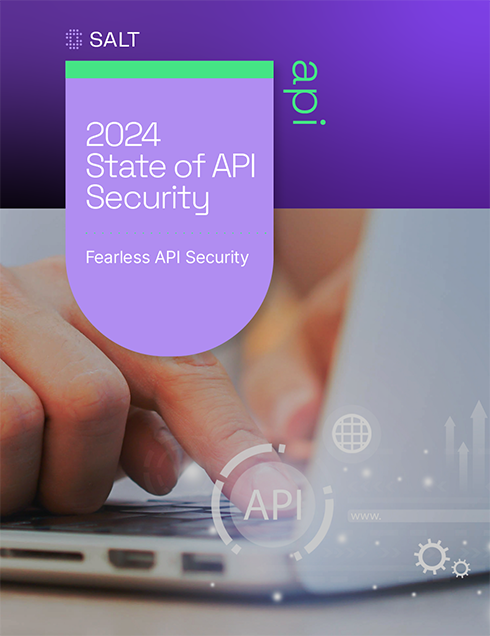 SALT
api
2024
State of API
Security
Fearless API Security
API
www.